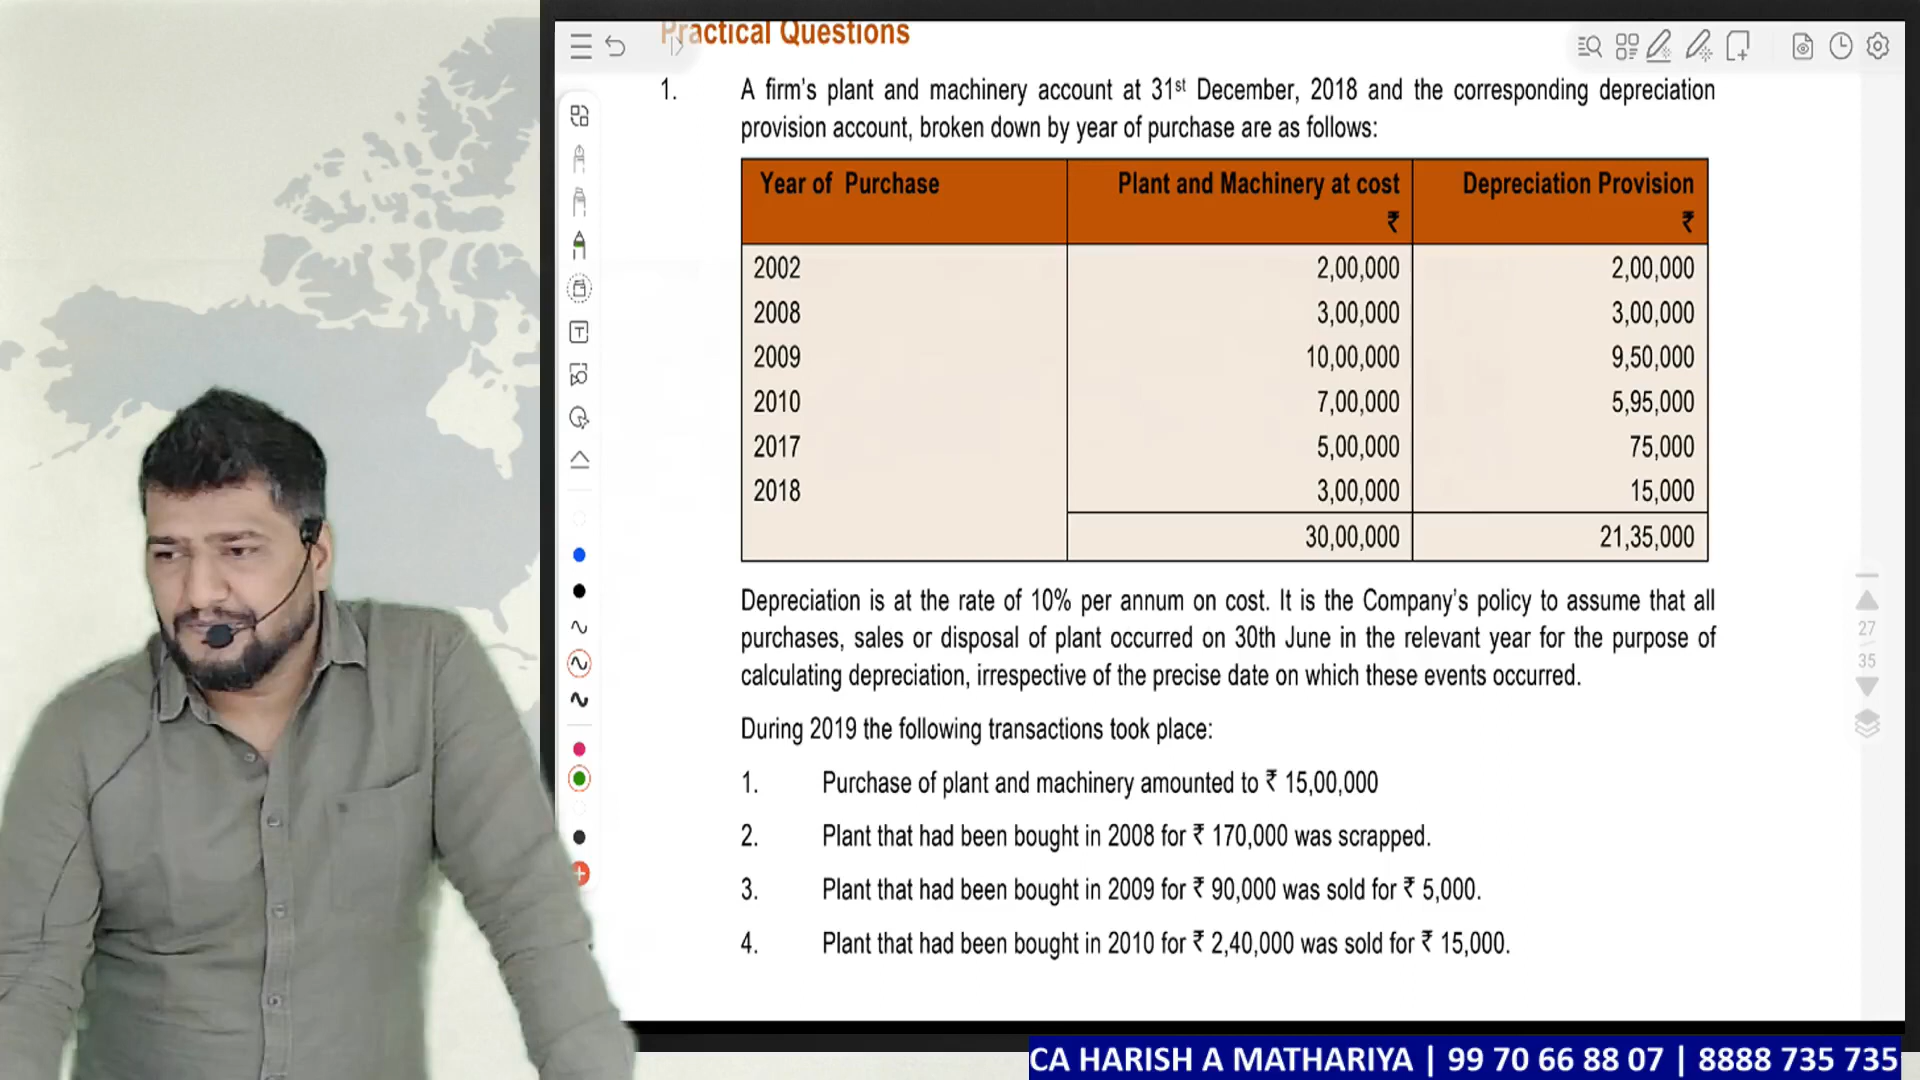 Practical Questions
1. A firm's plant and machinery account at 31st December, 2018 and the corresponding depreciation
provision account, broken down by year of purchase are as follows:
Year of Purchase Plant and Machinery at cost Depreciation Provision
₹ ₹
2002 2,00,000 2,00,000
2008 3,00,000 3,00,000
2009 10,00,000 9,50,000
2010 7,00,000 5,95,000
2017 5,00,000 75,000
2018 3,00,000 15,000
30,00,000 21,35,000
Depreciation is at the rate of 10% per annum on cost. It is the Company's policy to assume that all
purchases, sales or disposal of plant occurred on 30th June in the relevant year for the purpose of
calculating depreciation, irrespective of the precise date on which these events occurred.
During 2019 the following transactions took place:
1. Purchase of plant and machinery amounted to ₹ 15,00,000
2. Plant that had been bought in 2008 for ₹ 170,000 was scrapped.
3. Plant that had been bought in 2009 for ₹ 90,000 was sold for ₹ 5,000.
4. Plant that had been bought in 2010 for ₹ 2,40,000 was sold for ₹ 15,000.
27
35
CA HARISH A MATHARIYA | 99 70 66 88 07 | 8888 735 735